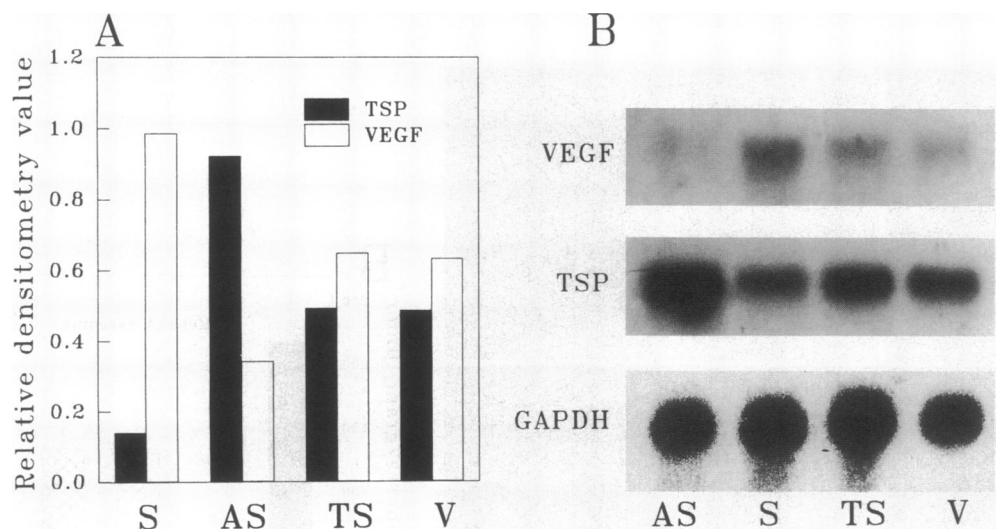 A
Relative densitometry value
1.2
1.0
0.8
0.6
0.4
0.2
0.0
TSP
VEGF
S AS TS V
B
VEGF
TSP
GAPDH
AS S TS V